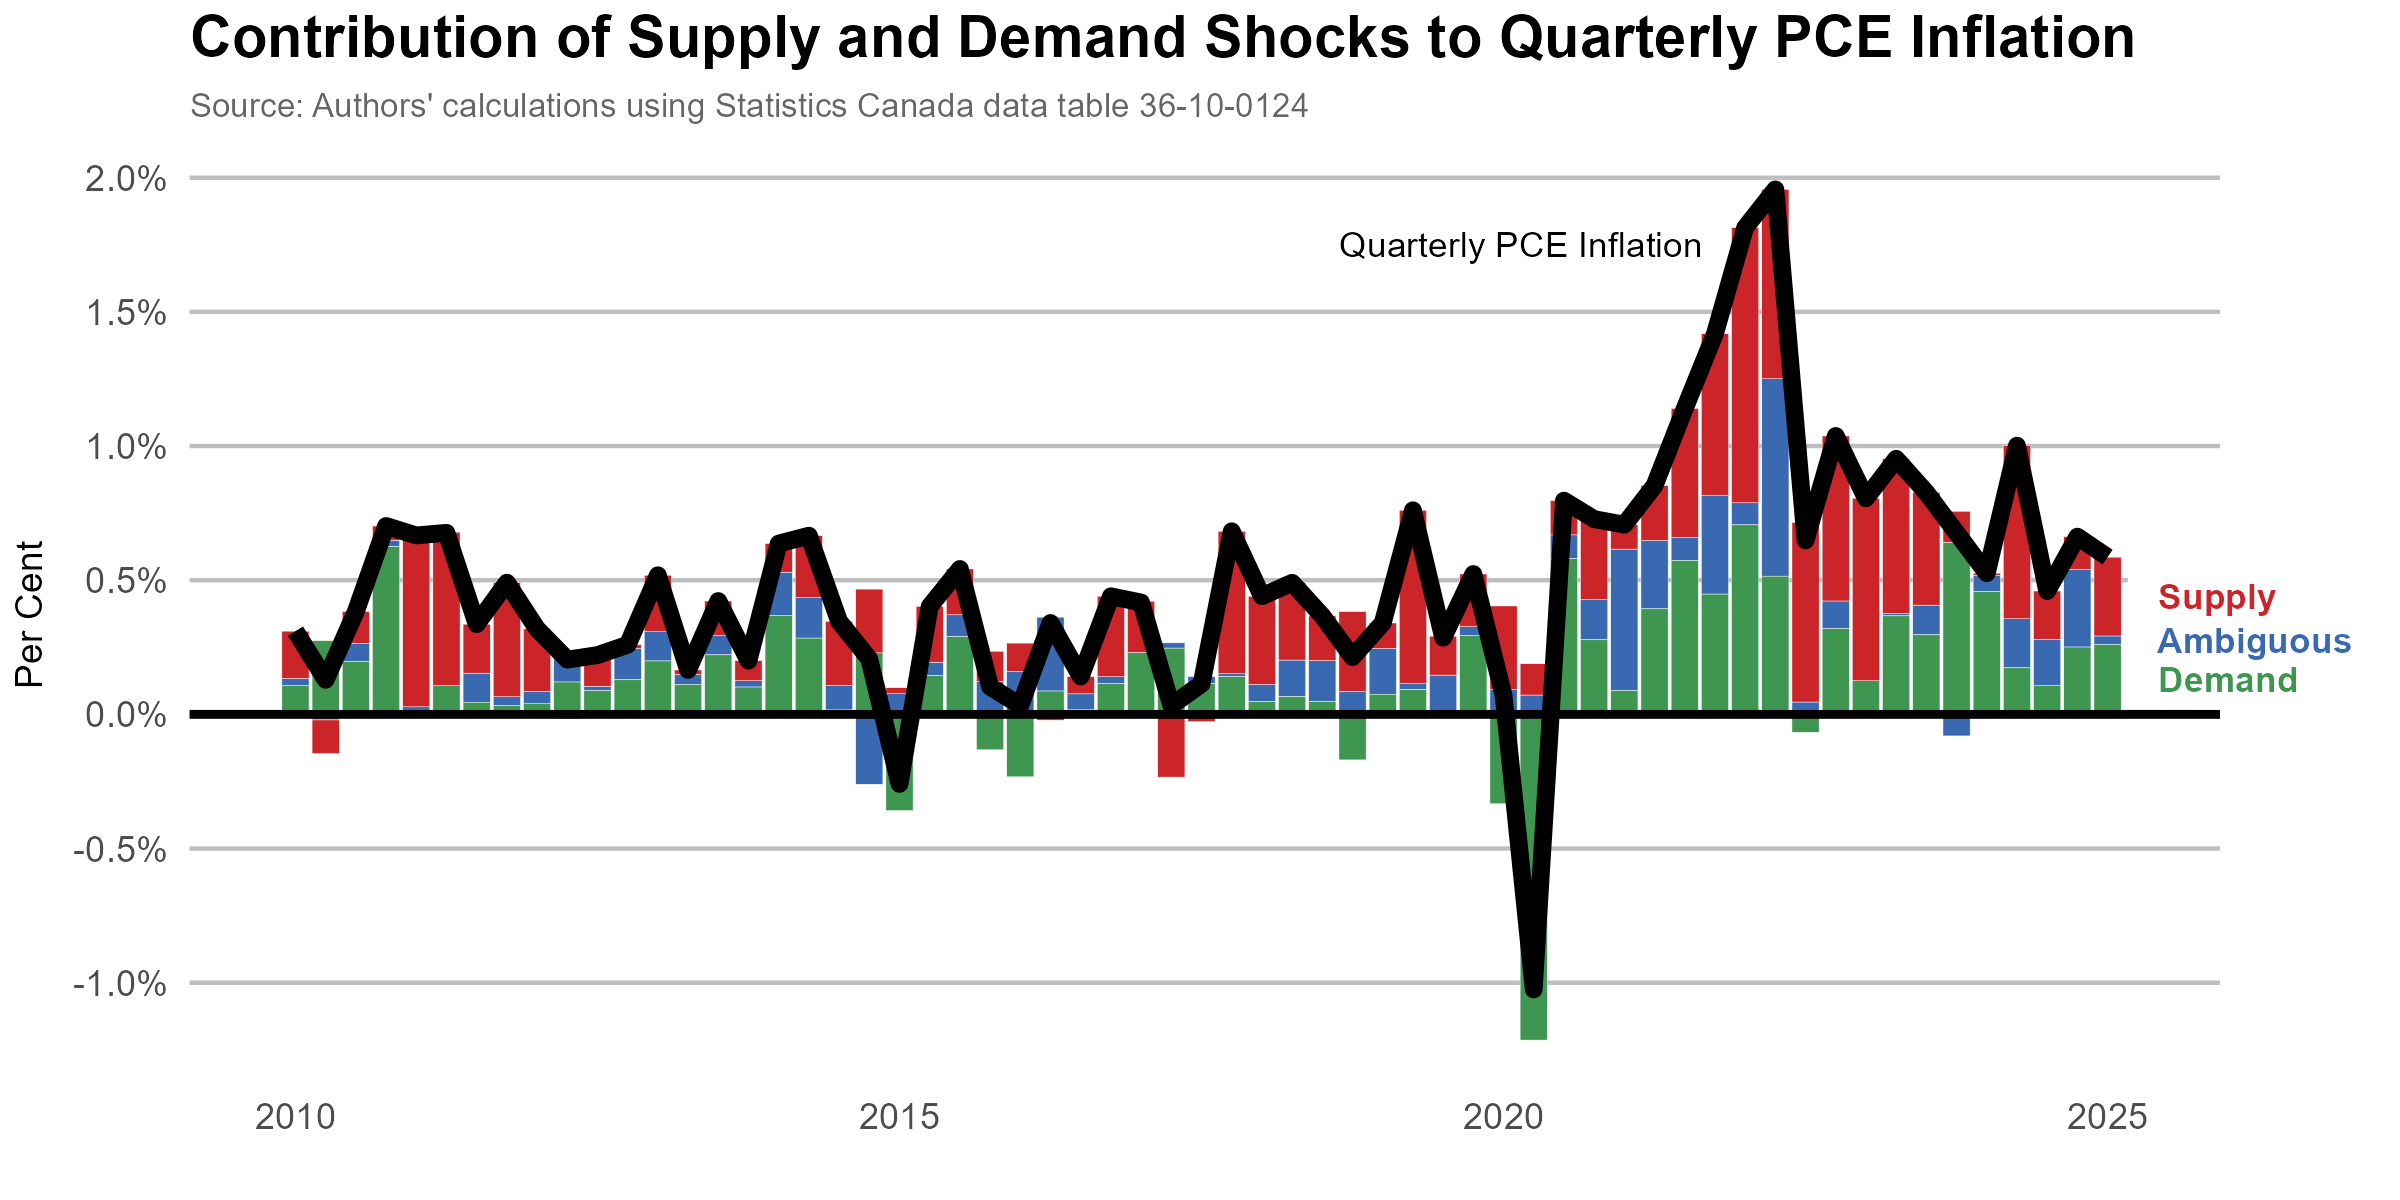 Contribution of Supply and Demand Shocks to Quarterly PCE Inflation
Source: Authors' calculations using Statistics Canada data table 36-10-0124
2.0%
Quarterly PCE Inflation
1.5%
1.0%
Per Cent
0.5%
Supply
Ambiguous
Demand
0.0%
-0.5%
-1.0%
2010
2015
2020
2025